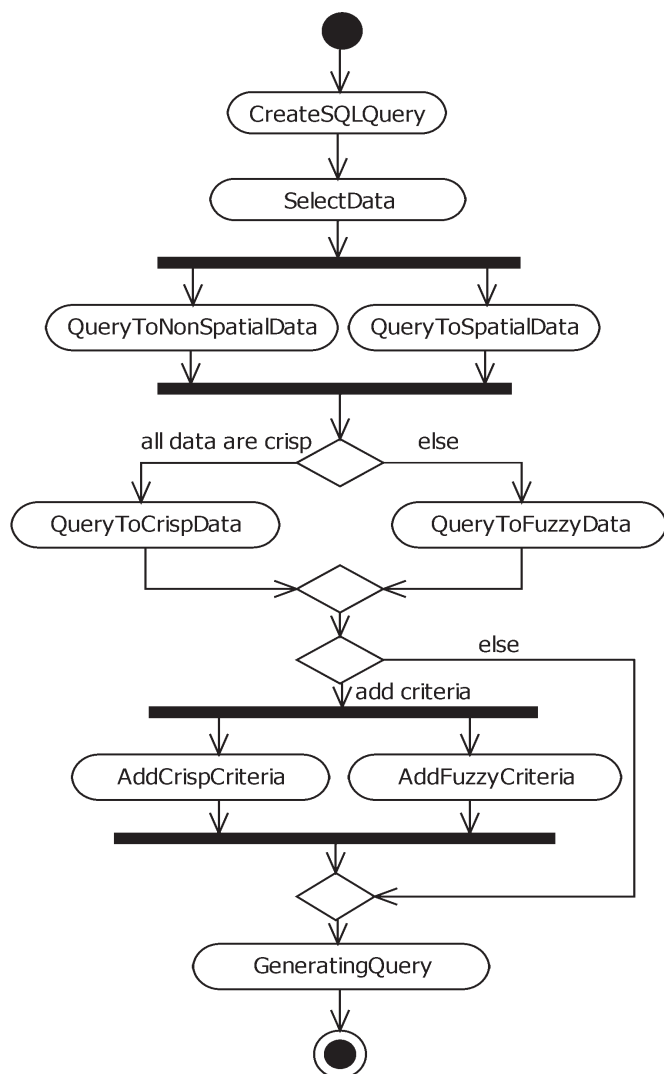 CreateSQLQuery
SelectData
QueryToNonSpatialData
QueryToSpatialData
all data are crisp
else
QueryToCrispData
QueryToFuzzyData
else
add criteria
AddCrispCriteria
AddFuzzyCriteria
GeneratingQuery